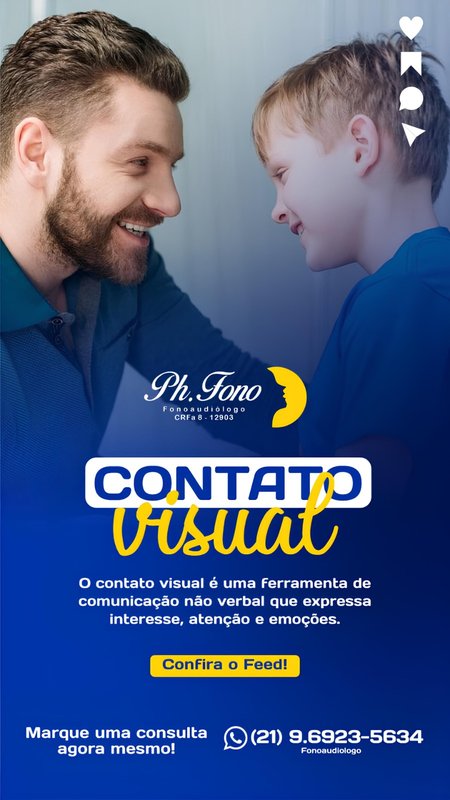 Ph.Fono
Fonoaudiólogo
CRFa 8 - 12903
CONTATO
visual
O contato visual é uma ferramenta de
comunicação não verbal que expressa
interesse, atenção e emoções.
Confira o Feed!
Marque uma consulta
agora mesmo!
(21) 9.6923-5634
Fonoaudiologo